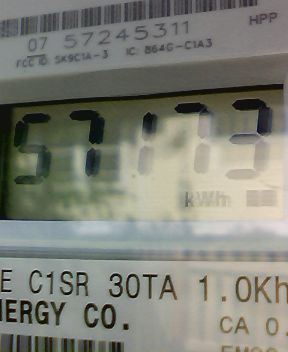 07 57245311 HPP
FCC ID: SK9C1A-3 IC: 864G-C1A3
57173
kWh
E C1SR 30TA 1.0Kh
NERGY CO.
CA 0.